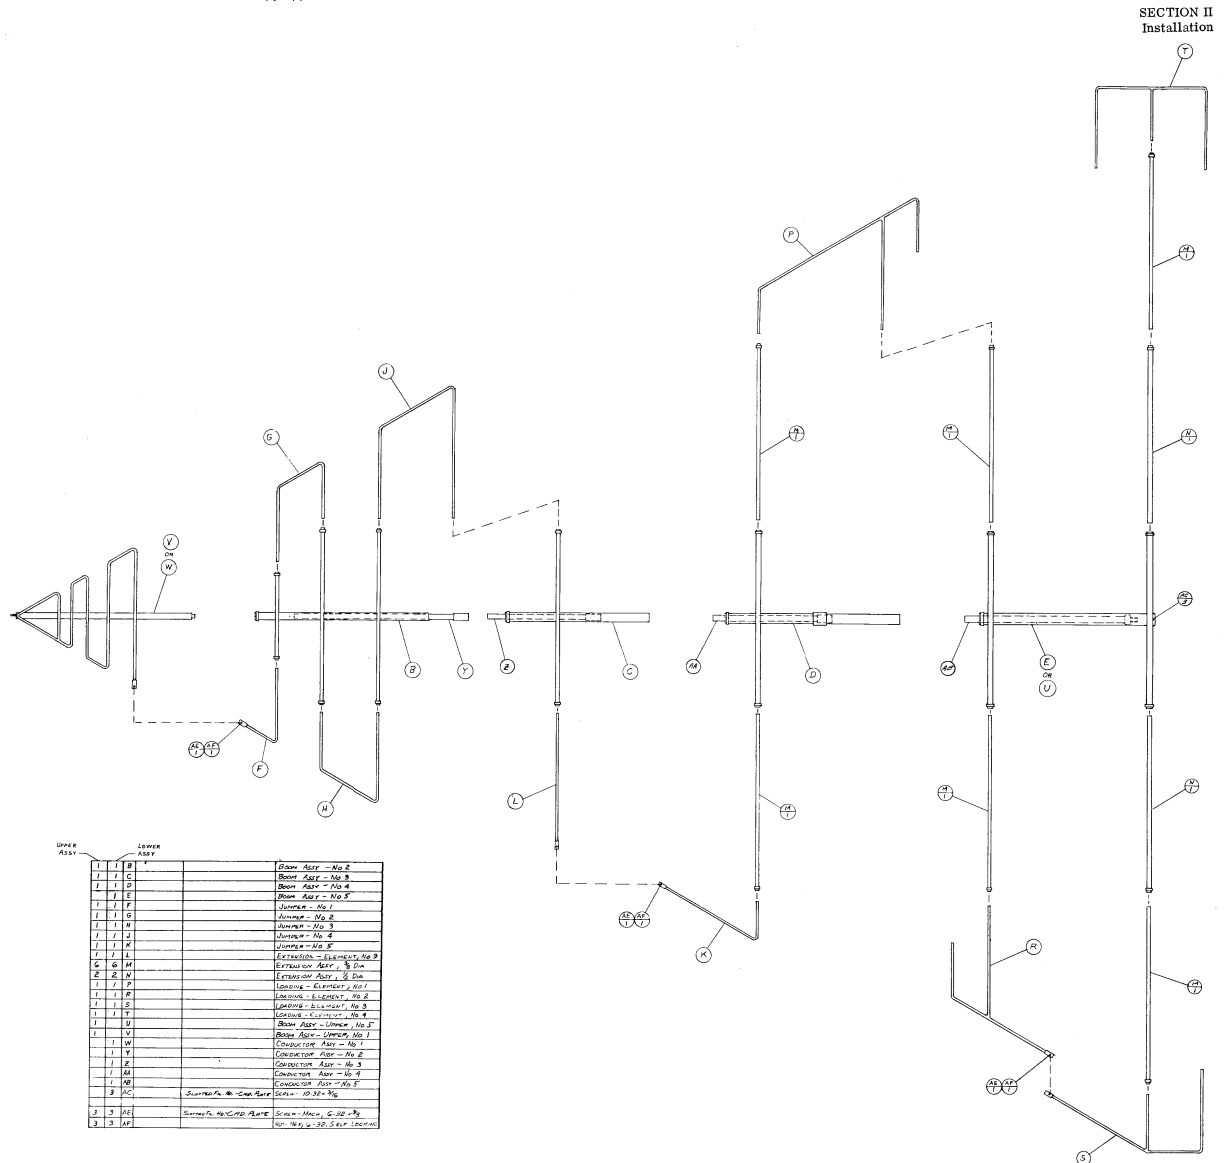 SECTION II
Installation
T
P
M
1
J
G
N
1
M
1
N
1
V
OR
W
B
Y
Z
C
AA
D
AB
E
OR
U
AC
3
AE
1
AF
1
F
H
L
M
1
M
1
N
1
AE
1
AF
1
K
R
M
1
AE
1
AF
1
S
UPPER ASSY
LOWER ASSY
1 1 B BOOM ASSY - NO 2
1 1 C BOOM ASSY - NO 3
1 1 D BOOM ASSY - NO 4
1 E BOOM ASSY - NO 5
1 1 F JUMPER - NO 1
1 1 G JUMPER - NO 2
1 1 H JUMPER - NO 3
1 1 J JUMPER - NO 4
1 1 K JUMPER - NO 5
1 1 L EXTENSION - ELEMENT, NO 9
6 6 M EXTENSION ASSY, 3/8 DIA
2 2 N EXTENSION ASSY, 1/2 DIA
1 1 P LOADING - ELEMENT, NO 1
1 1 R LOADING - ELEMENT, NO 2
1 1 S LOADING - ELEMENT, NO 3
1 1 T LOADING - ELEMENT, NO 4
1 U BOOM ASSY - UPPER, NO 5
1 V BOOM ASSY - UPPER, NO 1
1 W CONDUCTOR ASSY - NO 1
1 Y CONDUCTOR ASSY - NO 2
1 Z CONDUCTOR ASSY - NO 3
1 AA CONDUCTOR ASSY - NO 4
1 AB CONDUCTOR ASSY - NO 5
3 AC SLOTTED FIL. HD. - CAD. PLATE SCREW - 10-32 x 3/16
3 3 AE SLOTTED FIL. HD. - CAD. PLATE SCREW - MACH, 6-32 x 3/8
3 3 AF NUT - HEX, 6-32, SELF LOCKING